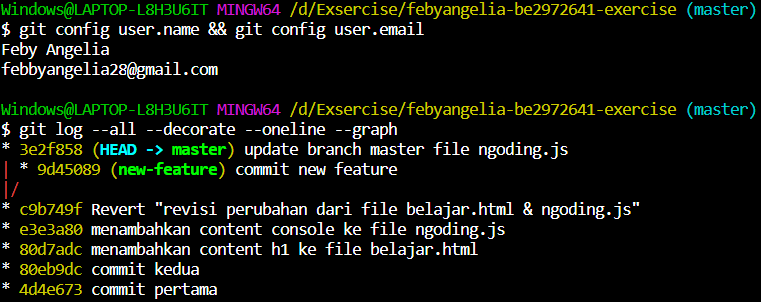 Windows@LAPTOP-L8H3U6IT MINGW64 /d/Exsercise/febyangelia-be2972641-exercise (master)
$ git config user.name && git config user.email
Feby Angelia
febbyangelia28@gmail.com
Windows@LAPTOP-L8H3U6IT MINGW64 /d/Exsercise/febyangelia-be2972641-exercise (master)
$ git log --all --decorate --oneline --graph
* 3e2f858 (HEAD -> master) update branch master file ngoding.js
| * 9d45089 (new-feature) commit new feature
|/
* c9b749f Revert "revisi perubahan dari file belajar.html & ngoding.js"
* e3e3a80 menambahkan content console ke file ngoding.js
* 80d7adc menambahkan content h1 ke file belajar.html
* 80eb9dc commit kedua
* 4d4e673 commit pertama